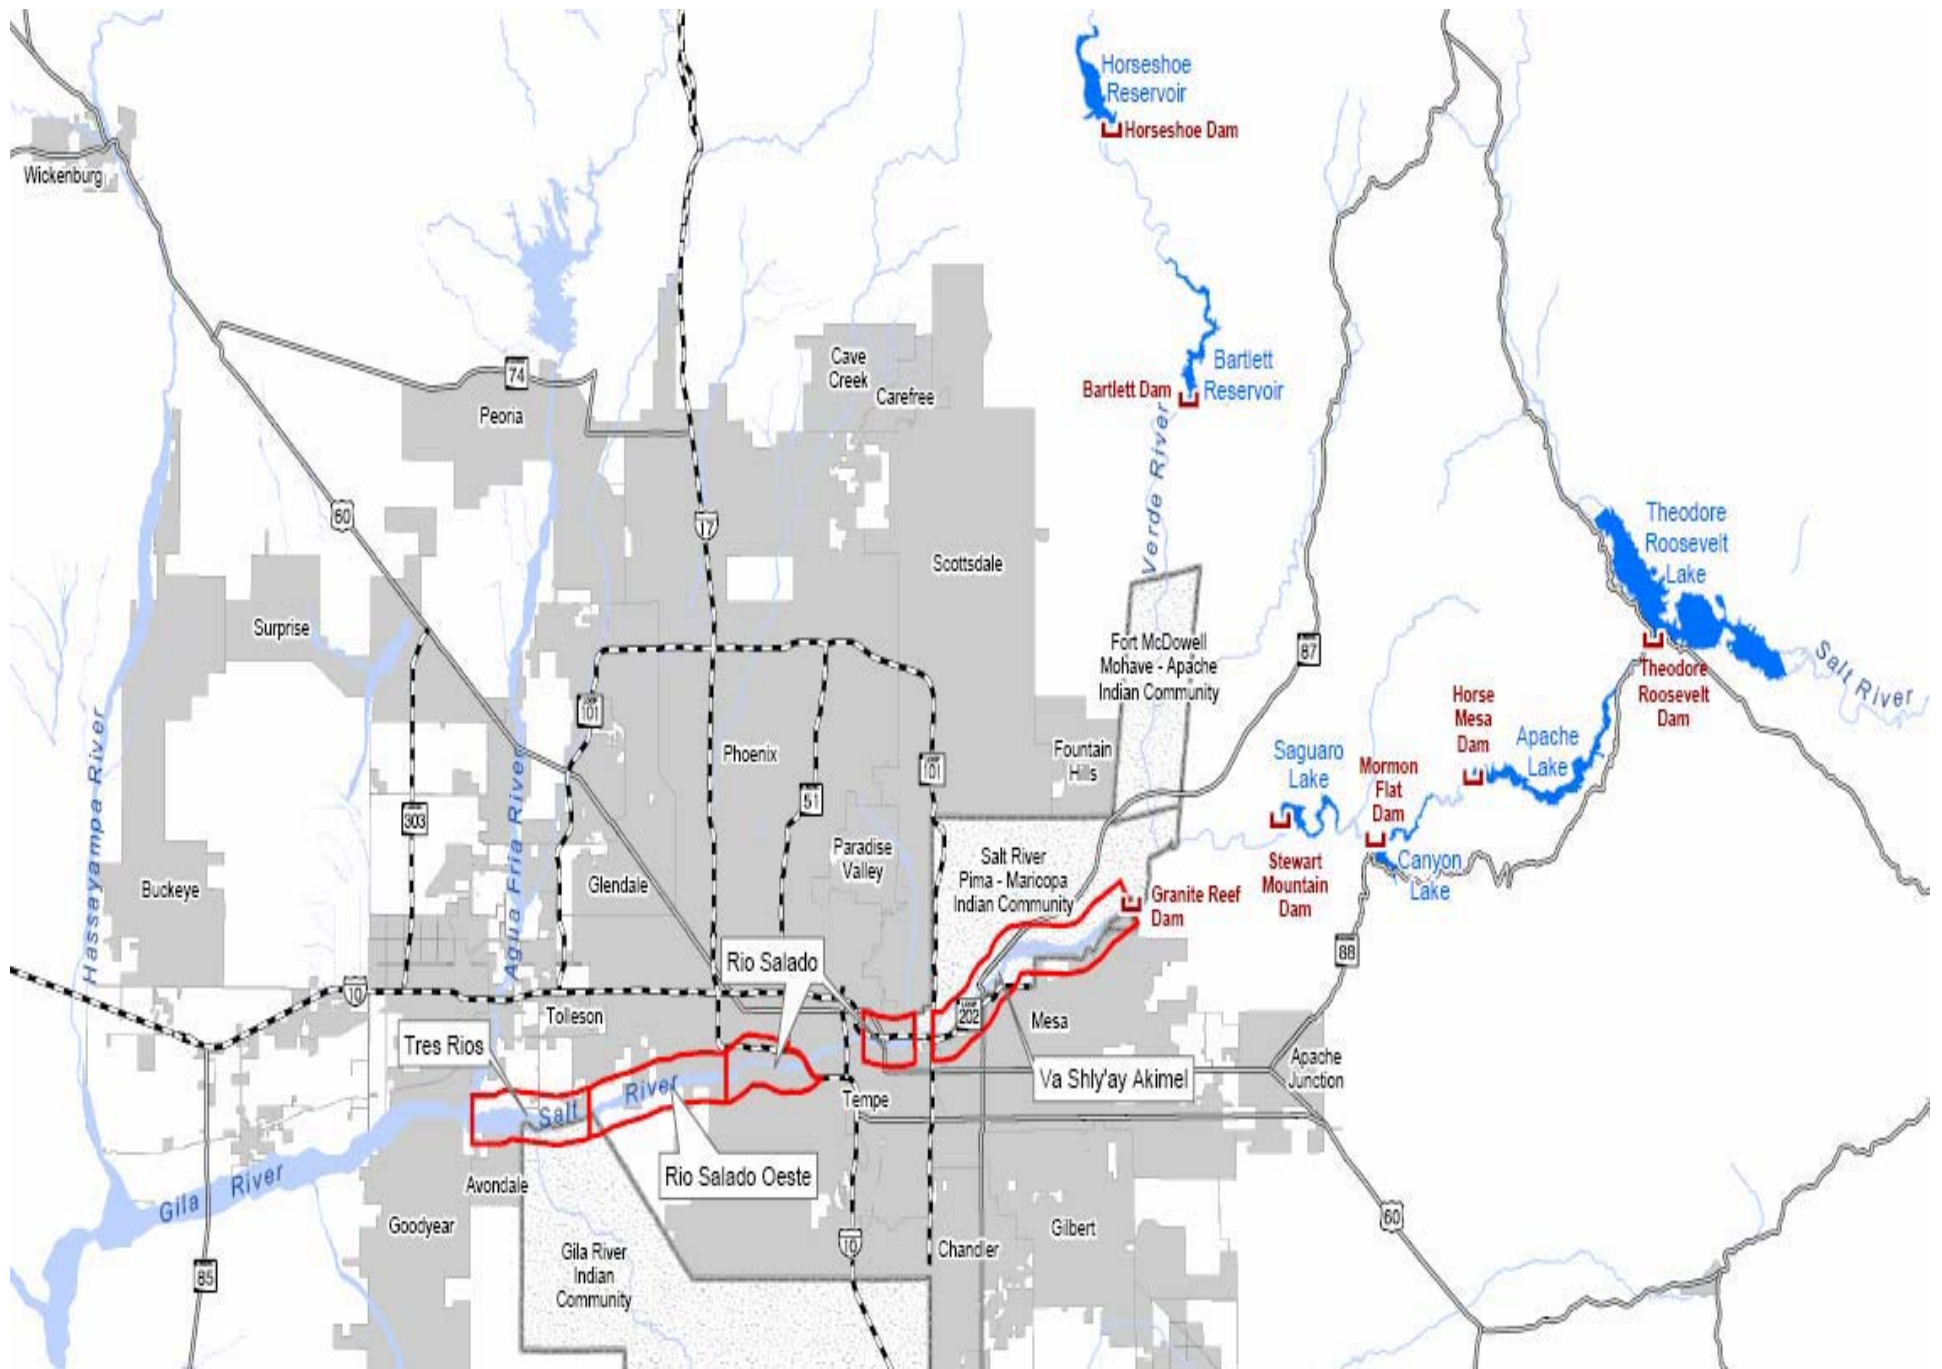 Horseshoe
Reservoir
Horseshoe Dam
Wickenburg
Bartlett
Reservoir
Bartlett Dam
Verde River
Cave
Creek
Carefree
74
Peoria
60
17
Scottsdale
Theodore
Roosevelt
Lake
Surprise
Fort McDowell
Mohave - Apache
Indian Community
87
Salt River
Theodore
Roosevelt
Dam
Horse
Mesa
Dam
Apache
Lake
LOOP
101
Phoenix
LOOP
101
Fountain
Hills
Saguaro
Lake
Mormon
Flat
Dam
Hassayampa River
Agua Fria River
303
51
Paradise
Valley
Salt River
Pima - Maricopa
Indian Community
Stewart
Mountain
Dam
Canyon
Lake
Buckeye
Glendale
Granite Reef
Dam
88
Rio Salado
10
Tolleson
LOOP
202
Mesa
Tres Rios
Va Shly'ay Akimel
Apache
Junction
Salt River
Tempe
Rio Salado Oeste
Gila River
Avondale
Goodyear
Gila River
Indian
Community
10
Chandler
Gilbert
60
85